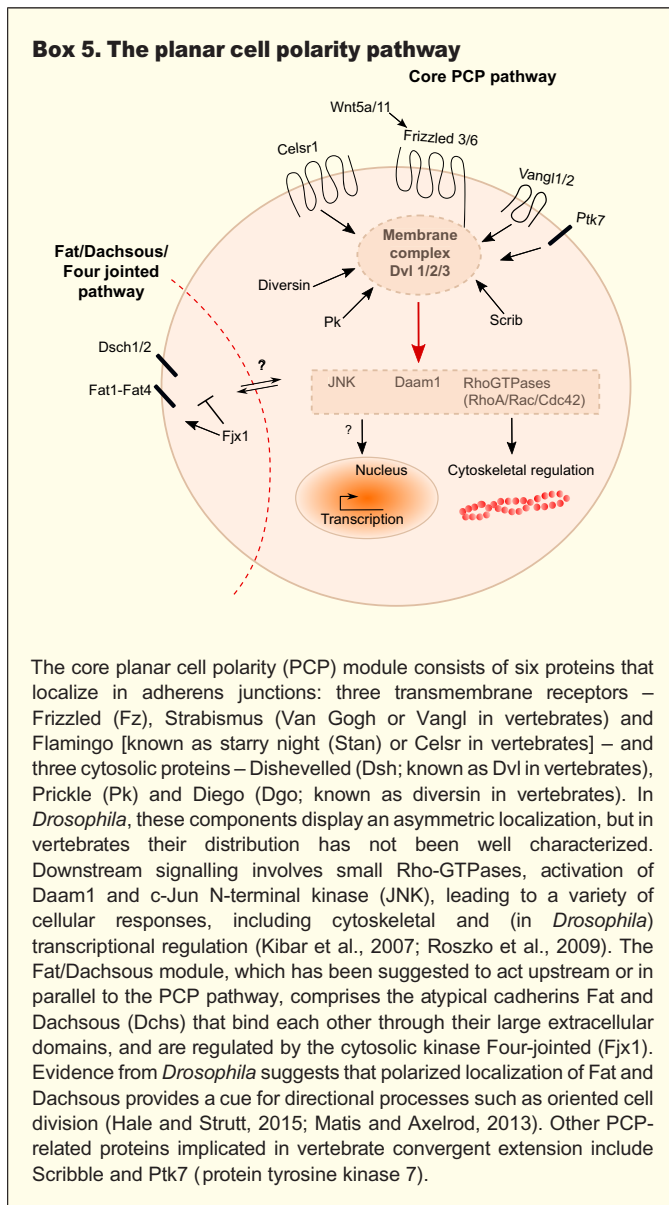 Box 5. The planar cell polarity pathway
Core PCP pathway
Wnt5a/11
Frizzled 3/6
Celsr1
Vangl1/2
Ptk7
Membrane
complex
Dvl 1/2/3
Fat/Dachsous/
Four jointed
pathway
Diversin
Pk
Scrib
Dsch1/2
?
Fat1-Fat4
JNK
Daam1
RhoGTPases
(RhoA/Rac/Cdc42)
Fjx1
?
Nucleus
Cytoskeletal regulation
Transcription
The core planar cell polarity (PCP) module consists of six proteins that
localize in adherens junctions: three transmembrane receptors –
Frizzled (Fz), Strabismus (Van Gogh or Vangl in vertebrates) and
Flamingo [known as starry night (Stan) or Celsr in vertebrates] – and
three cytosolic proteins – Dishevelled (Dsh; known as Dvl in vertebrates),
Prickle (Pk) and Diego (Dgo; known as diversin in vertebrates). In
Drosophila, these components display an asymmetric localization, but in
vertebrates their distribution has not been well characterized.
Downstream signalling involves small Rho-GTPases, activation of
Daam1 and c-Jun N-terminal kinase (JNK), leading to a variety of
cellular responses, including cytoskeletal and (in Drosophila)
transcriptional regulation (Kibar et al., 2007; Roszko et al., 2009). The
Fat/Dachsous module, which has been suggested to act upstream or in
parallel to the PCP pathway, comprises the atypical cadherins Fat and
Dachsous (Dchs) that bind each other through their large extracellular
domains, and are regulated by the cytosolic kinase Four-jointed (Fjx1).
Evidence from Drosophila suggests that polarized localization of Fat and
Dachsous provides a cue for directional processes such as oriented cell
division (Hale and Strutt, 2015; Matis and Axelrod, 2013). Other PCP-
related proteins implicated in vertebrate convergent extension include
Scribble and Ptk7 (protein tyrosine kinase 7).